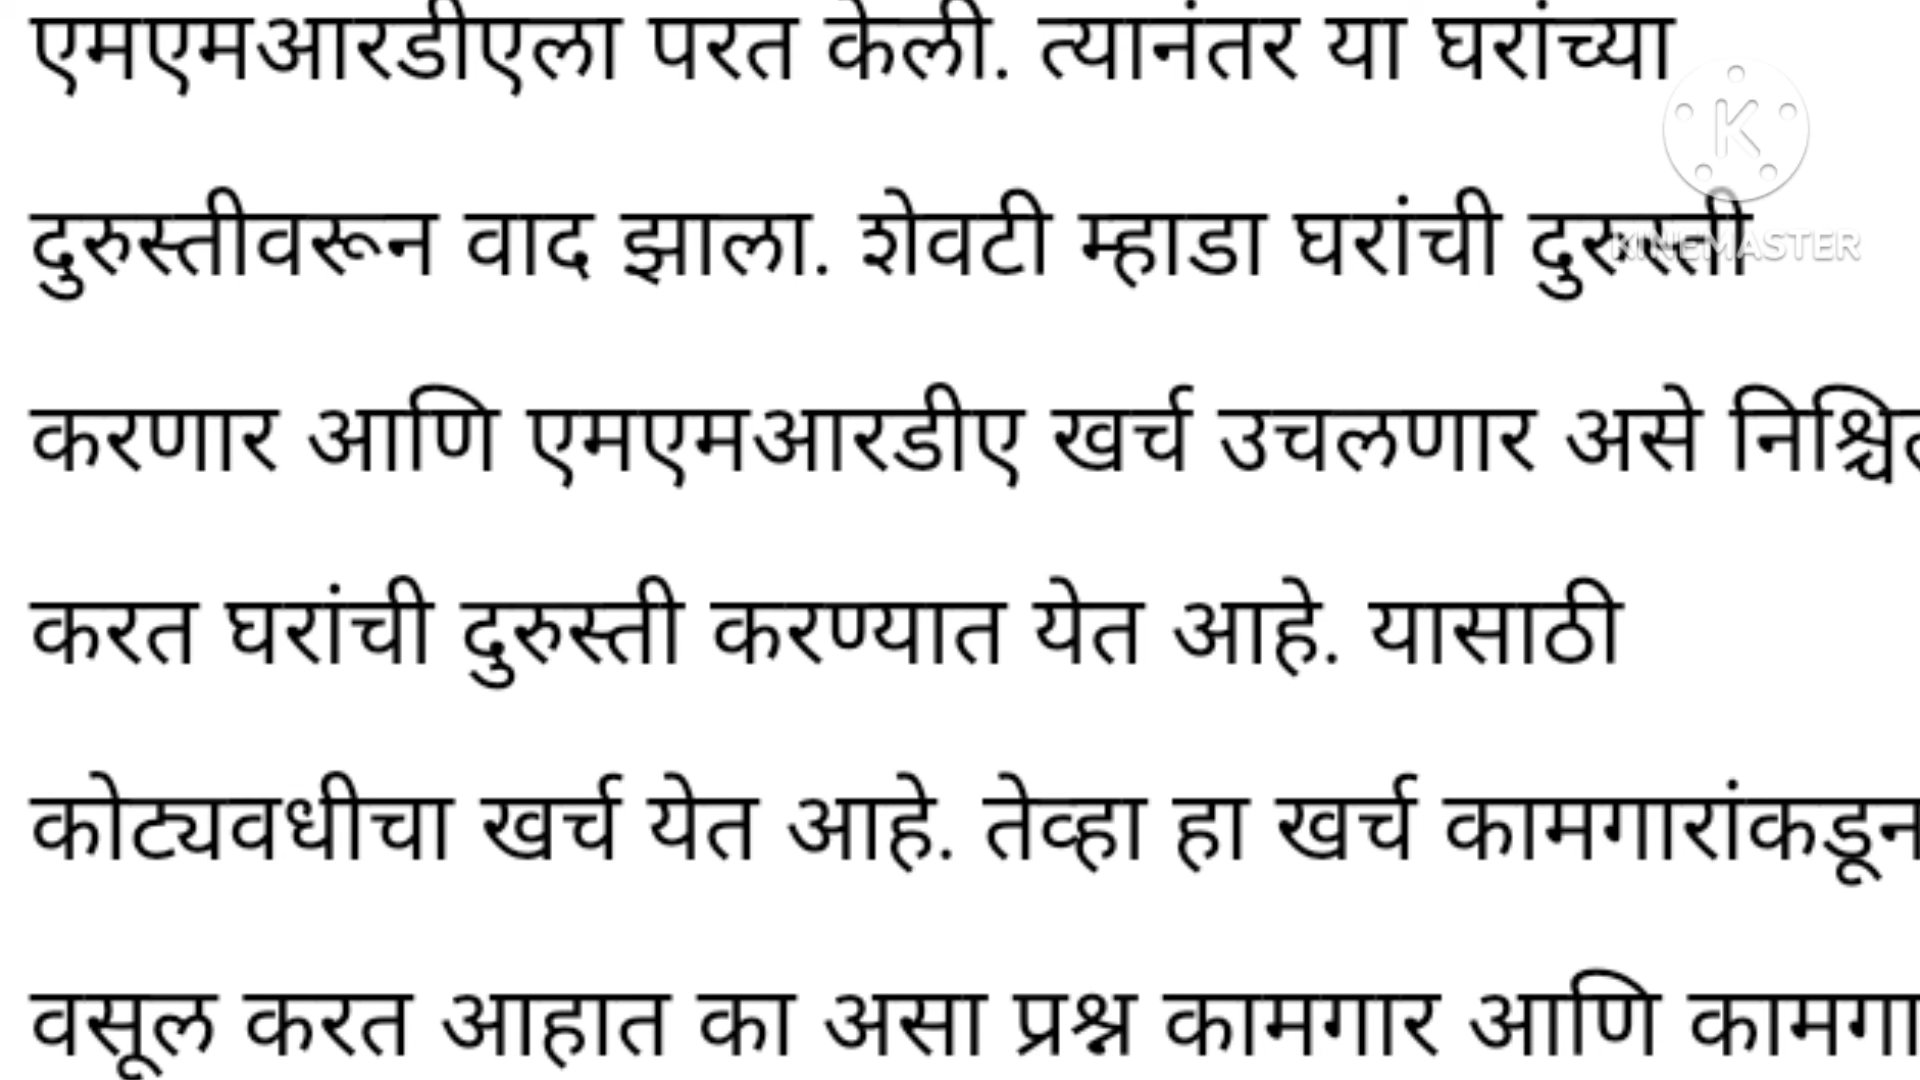 एमएमआरडीएला परत केली. त्यानंतर या घरांच्या
दुरुस्तीवरून वाद झाला. शेवटी म्हाडा घरांची दुरुस्ती
KINEMASTER
करणार आणि एमएमआरडीए खर्च उचलणार असे
करत घरांची दुरुस्ती करण्यात येत आहे. यासाठी
कोट्यवधीचा खर्च येत आहे. तेव्हा हा खर्च कामगारांकडून
वसूल करत आहात का असा प्रश्न कामगार आणि